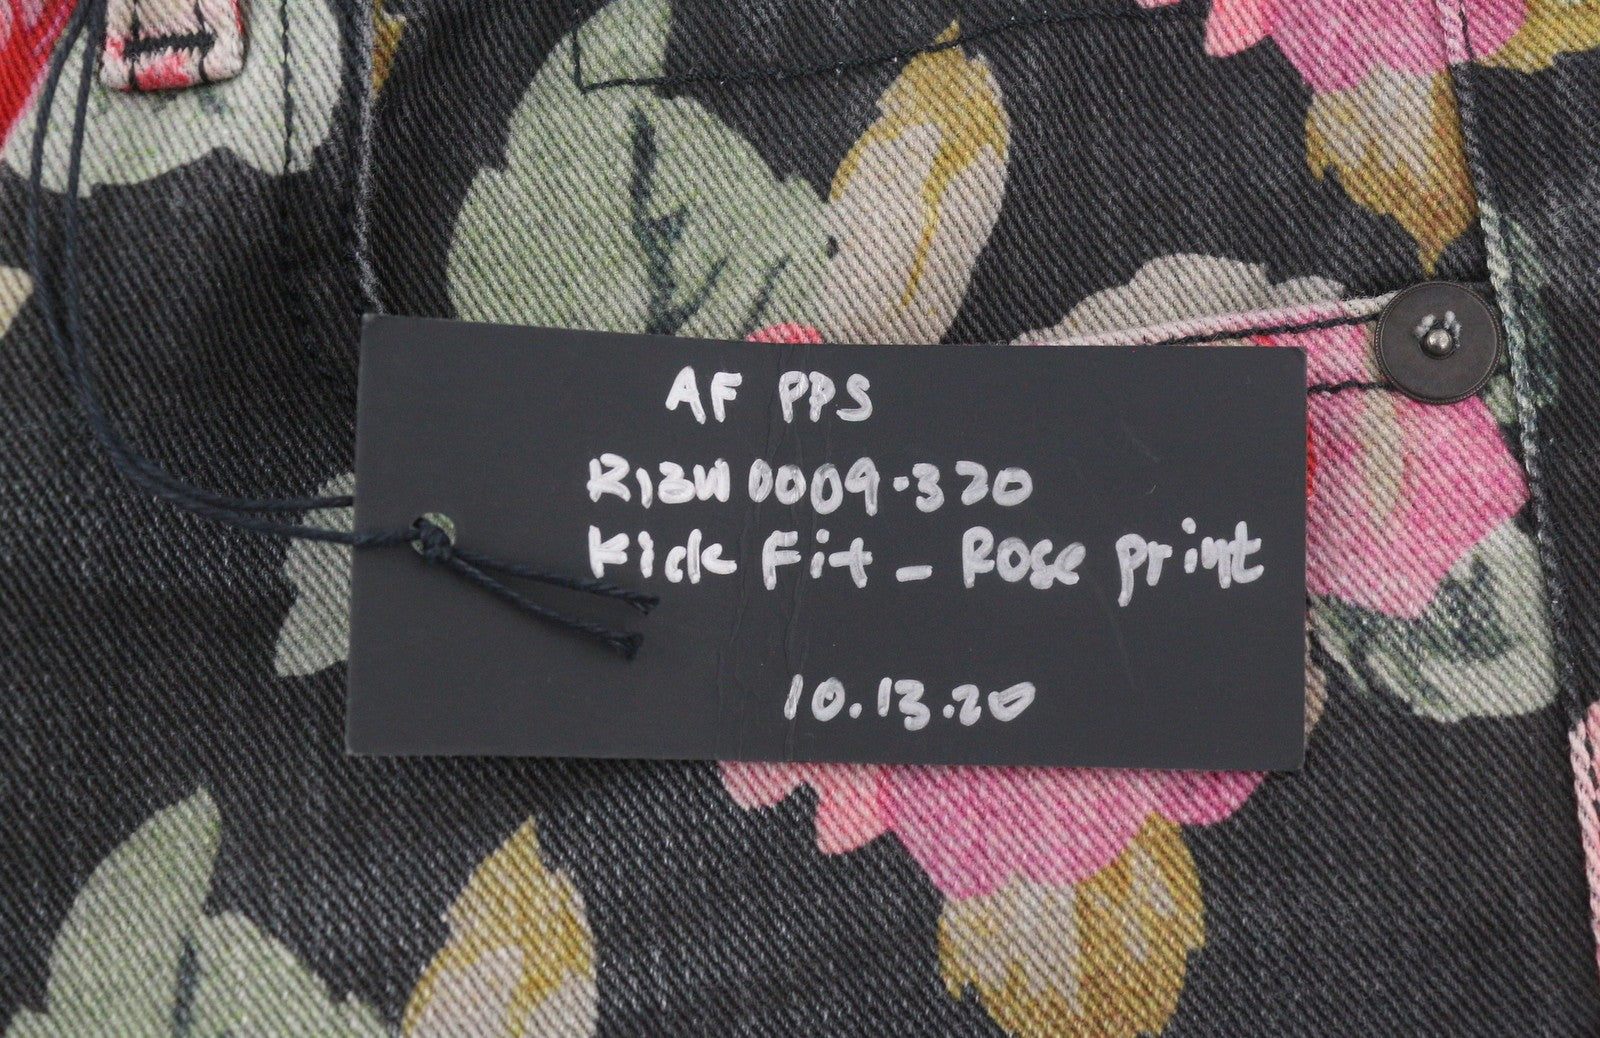 AF PPS
R13W0009-320
Kick Fit - Rose print
10.13.20